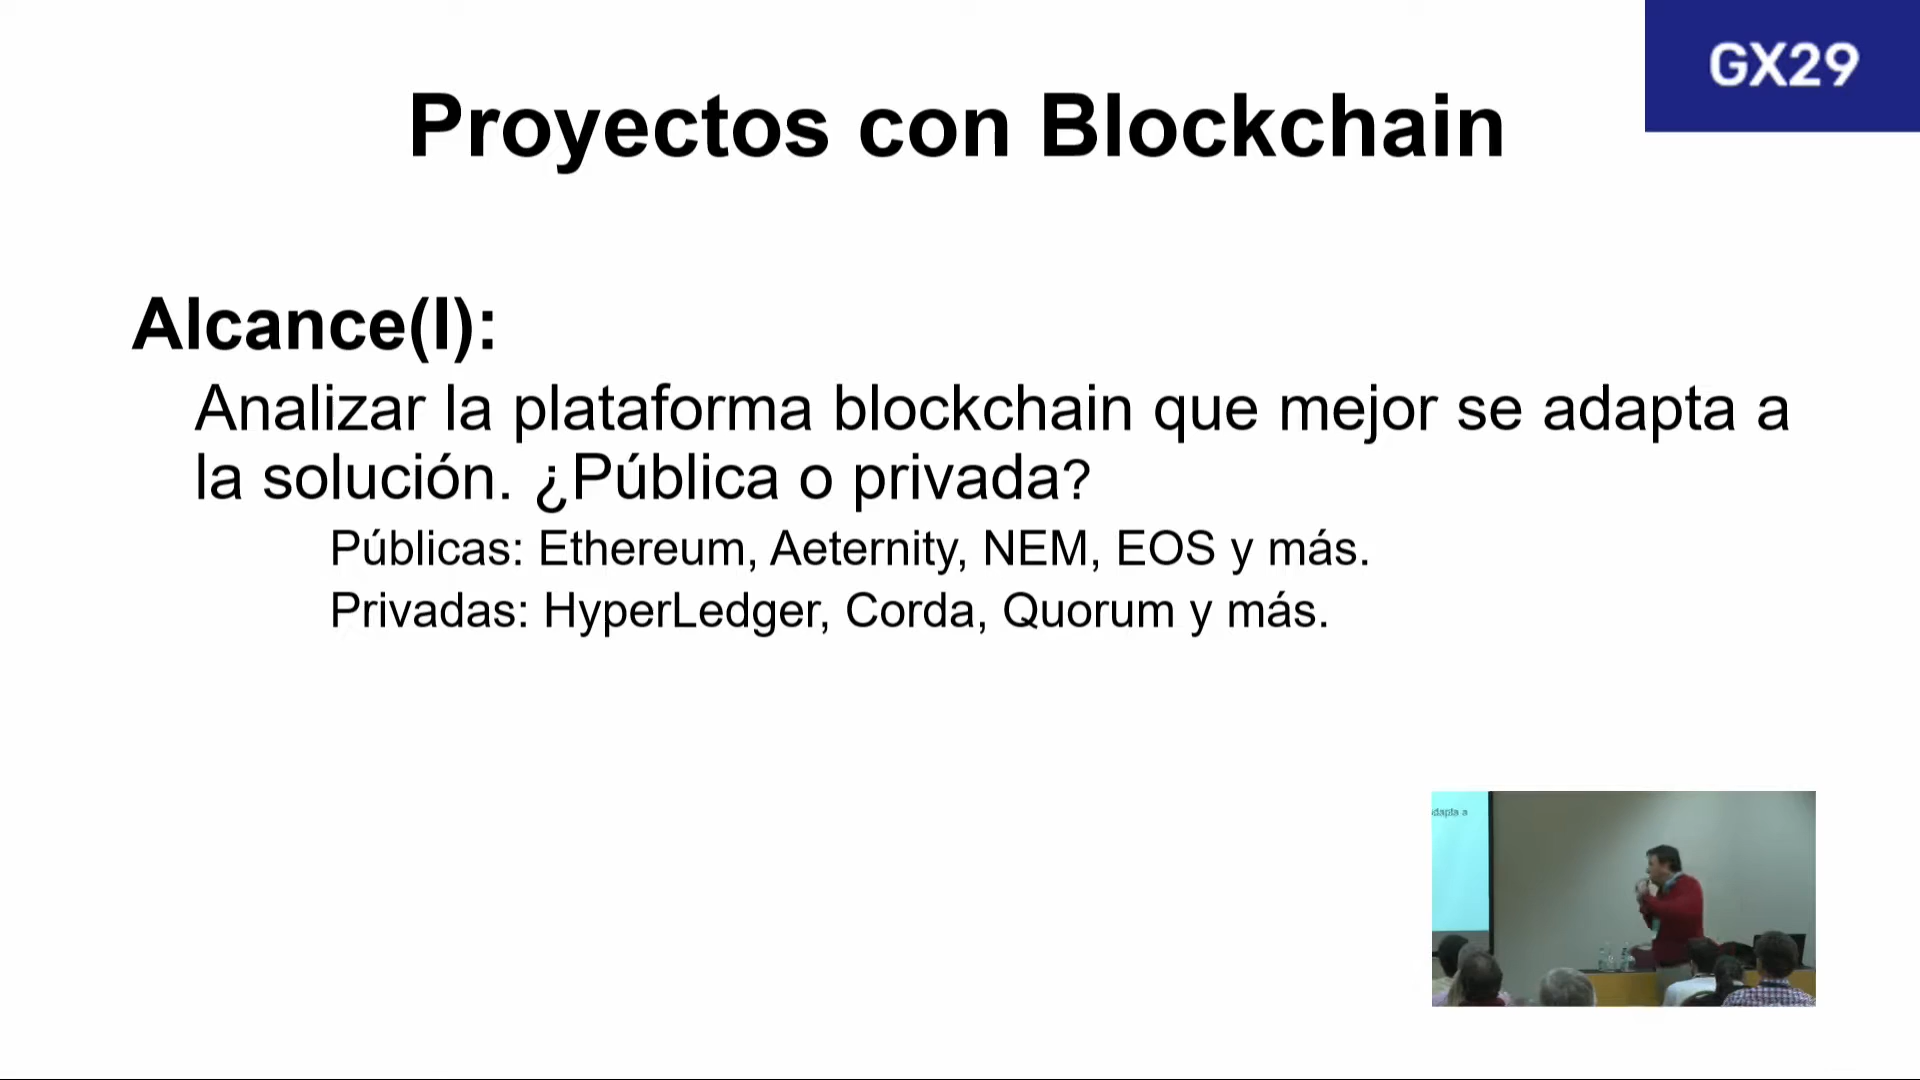 GX29
Proyectos con Blockchain
Alcance(I):
Analizar la plataforma blockchain que mejor se adapta a
la solución. ¿Pública o privada?
Públicas: Ethereum, Aeternity, NEM, EOS y más.
Privadas: HyperLedger, Corda, Quorum y más.
adapta a